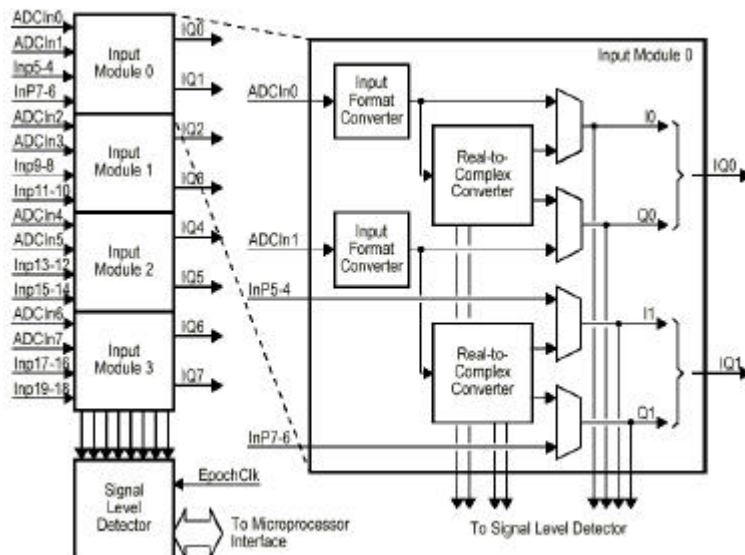 ADCIn0
ADCIn1
Inp5-4
InP7-6
Input
Module 0
IQ0
IQ1
ADCIn2
ADCIn3
Inp9-8
Inp11-10
Input
Module 1
IQ2
IQ3
ADCIn4
ADCIn5
Inp13-12
Inp15-14
Input
Module 2
IQ4
IQ5
ADCIn6
ADCIn7
Inp17-16
Inp19-18
Input
Module 3
IQ6
IQ7
Signal
Level
Detector
EpochClk
To Microprocessor
Interface
Input Module 0
ADCIn0
Input
Format
Converter
Real-to-
Complex
Converter
I0
Q0
IQ0
ADCIn1
Input
Format
Converter
InP5-4
Real-to-
Complex
Converter
I1
Q1
IQ1
InP7-6
To Signal Level Detector